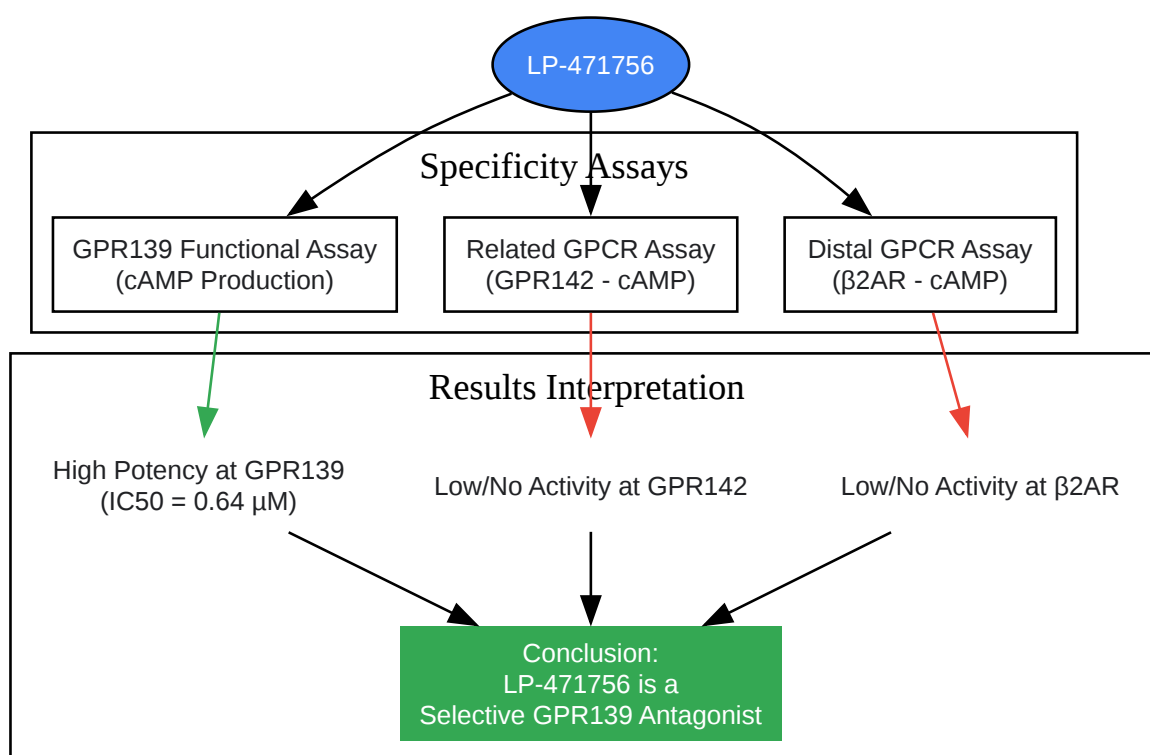 LP-471756
Specificity Assays
GPR139 Functional Assay
(cAMP Production)
Related GPCR Assay
(GPR142 - cAMP)
Distal GPCR Assay
(β2AR - cAMP)
Results Interpretation
High Potency at GPR139
(IC50 = 0.64 µM)
Low/No Activity at GPR142
Low/No Activity at β2AR
Conclusion:
LP-471756 is a
Selective GPR139 Antagonist